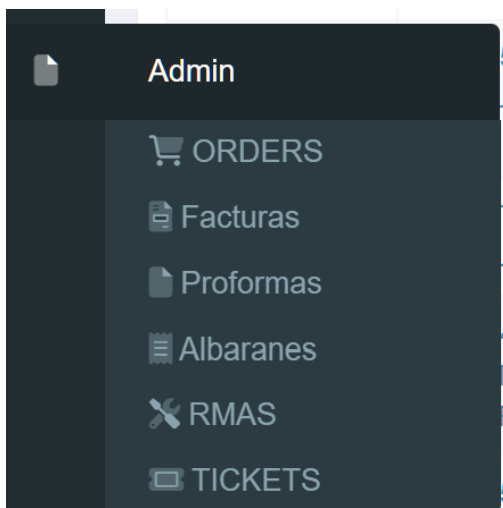 Admin
ORDERS
Facturas
Proformas
Albaranes
RMAS
TICKETS